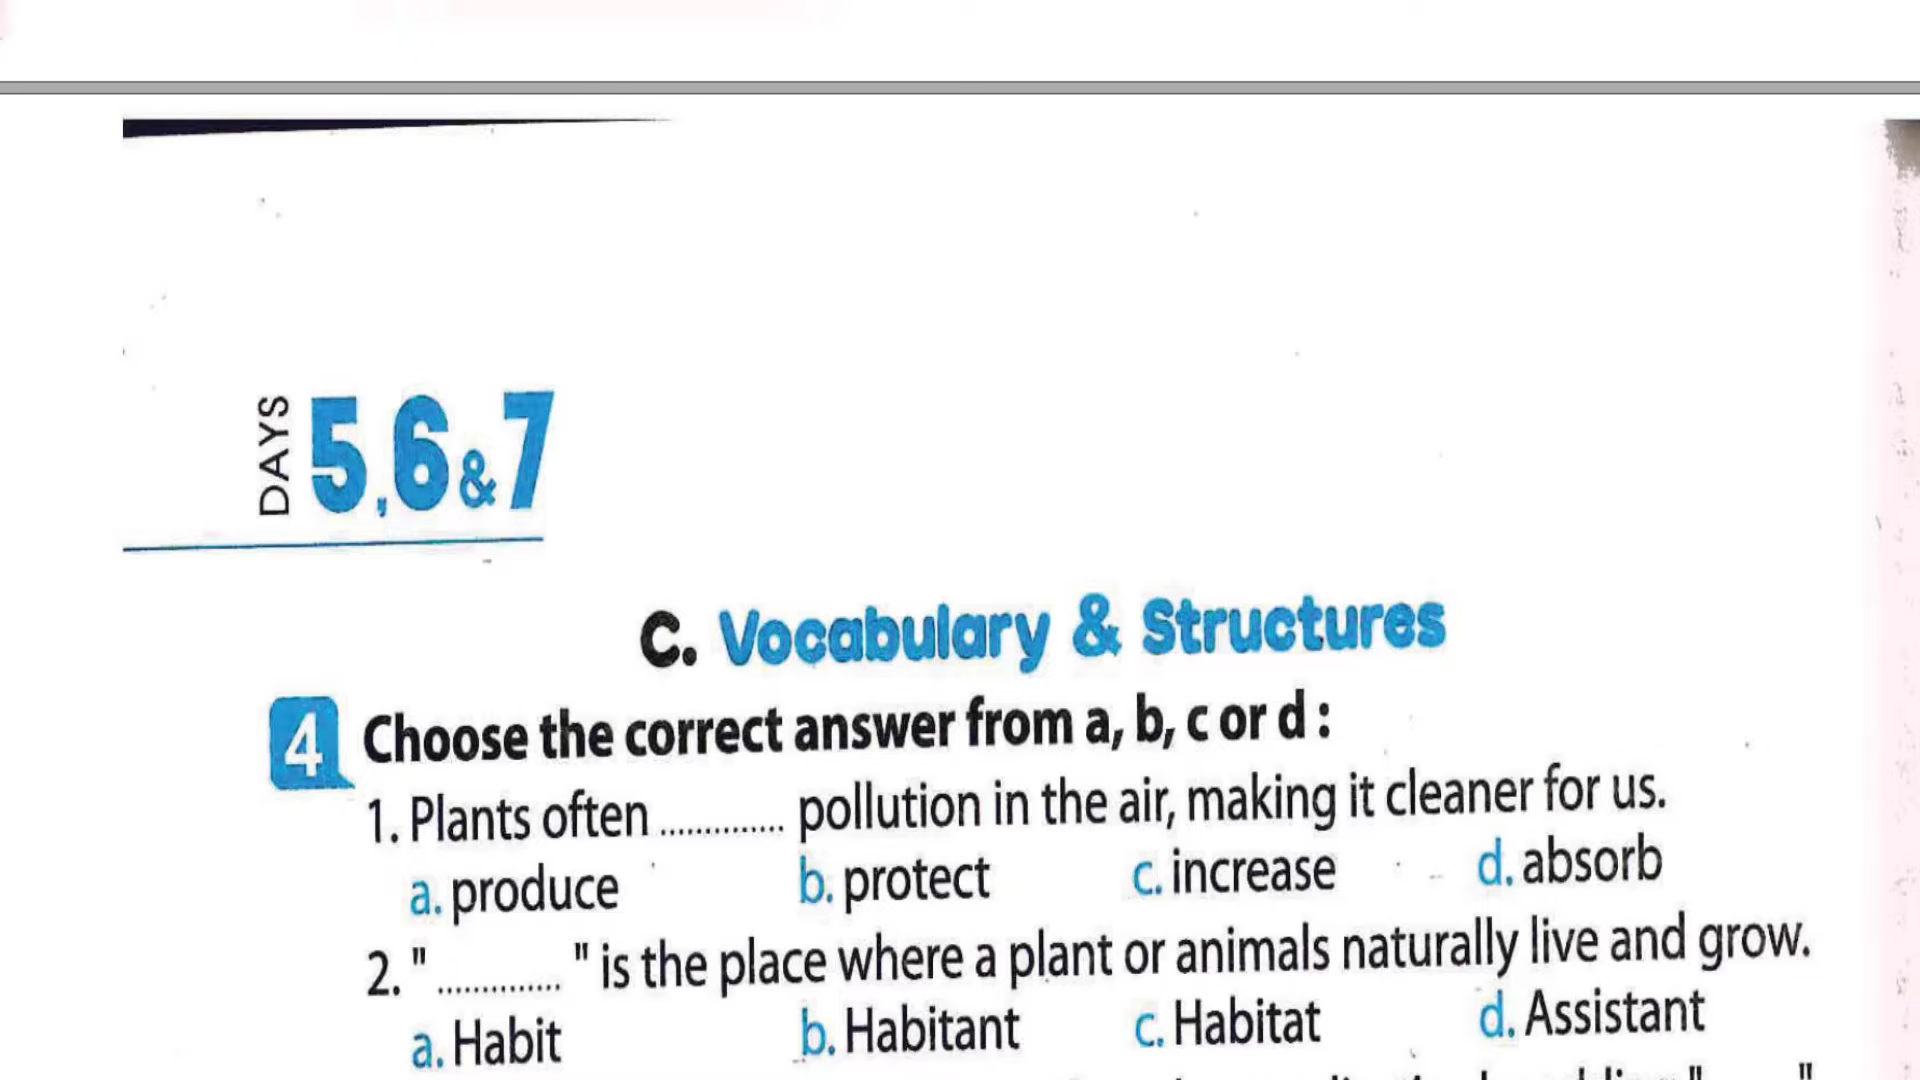 DAYS 5,6&7
C. Vocabulary & Structures
4 Choose the correct answer from a, b, c or d :
1. Plants often .............. pollution in the air, making it cleaner for us.
a. produce b. protect c. increase d. absorb
2. " .............. " is the place where a plant or animals naturally live and grow.
a. Habit b. Habitant c. Habitat d. Assistant